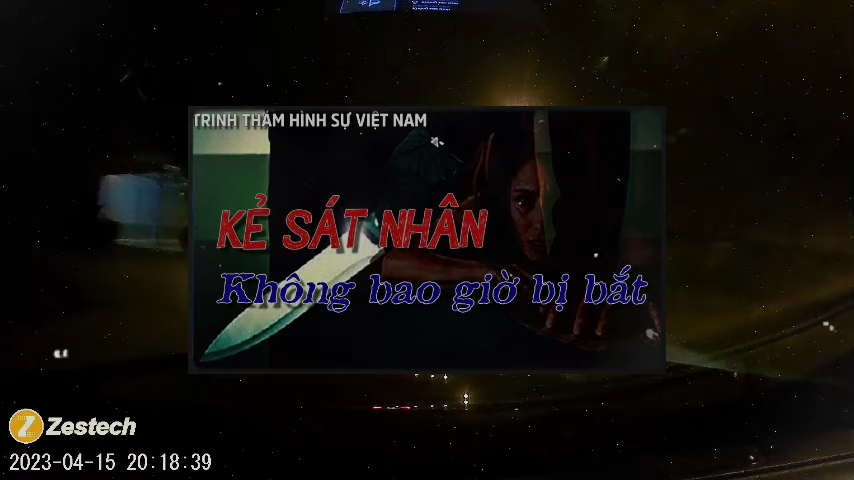 TRINH THÁM HÌNH SỰ VIỆT NAM
KẺ SÁT NHÂN
Không bao giờ bị bắt
Zestech
2023-04-15 20:18:39